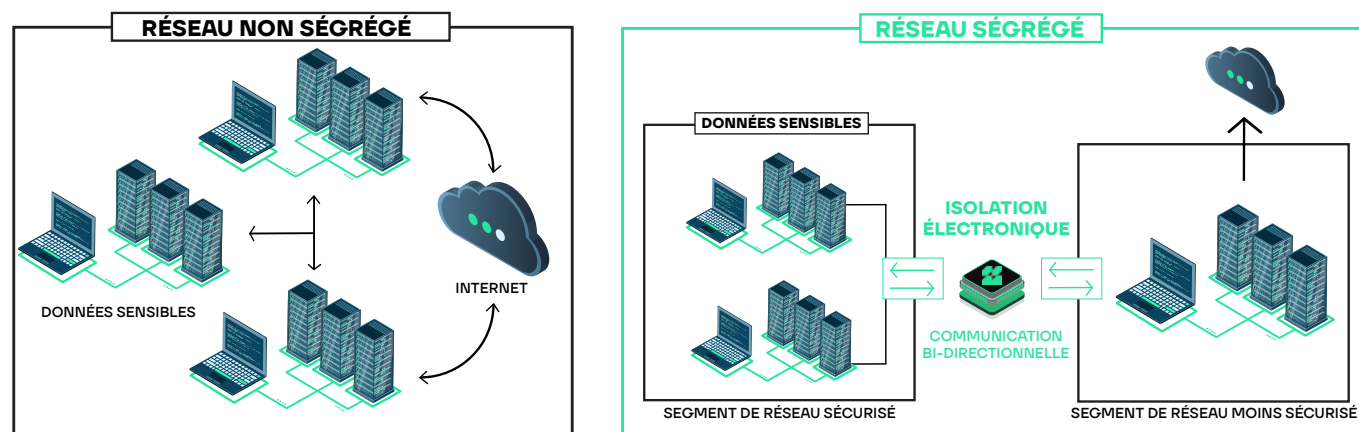 RÉSEAU NON SÉGRÉGÉ
DONNÉES SENSIBLES
INTERNET
RÉSEAU SÉGRÉGÉ
DONNÉES SENSIBLES
ISOLATION
ÉLECTRONIQUE
COMMUNICATION
BI-DIRECTIONNELLE
SEGMENT DE RÉSEAU SÉCURISÉ
SEGMENT DE RÉSEAU MOINS SÉCURISÉ